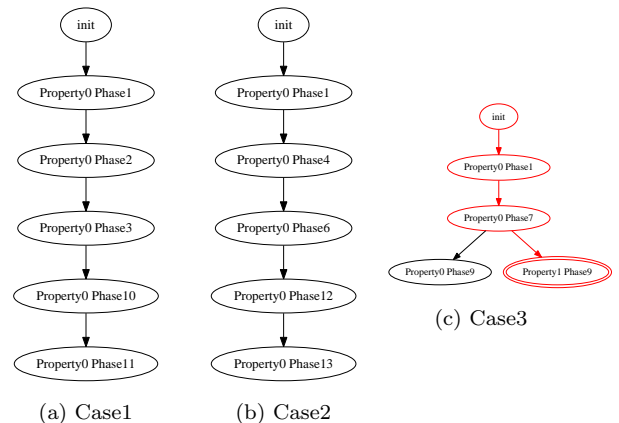 init
Property0 Phase1
Property0 Phase2
Property0 Phase3
Property0 Phase10
Property0 Phase11
(a) Case1
init
Property0 Phase1
Property0 Phase4
Property0 Phase6
Property0 Phase12
Property0 Phase13
(b) Case2
init
Property0 Phase1
Property0 Phase7
Property0 Phase9 Property1 Phase9
(c) Case3